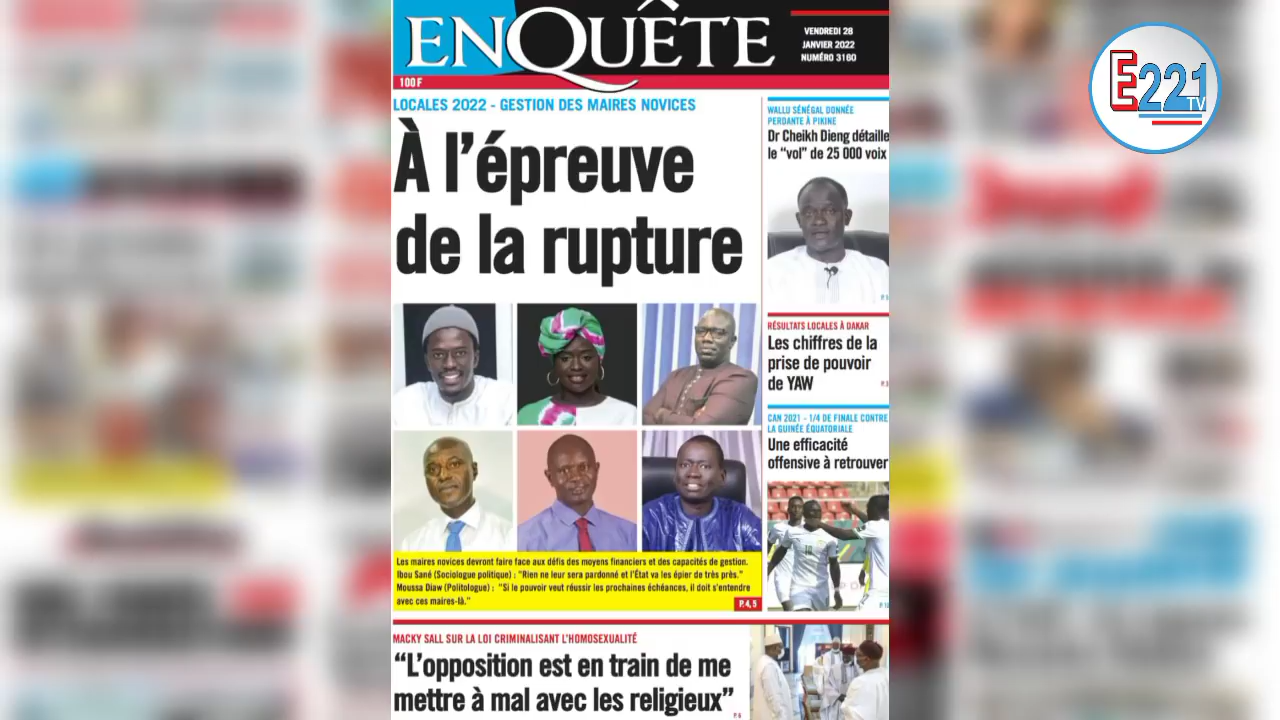 ENQUÊTE
VENDREDI 28
JANVIER 2022
NUMÉRO 3160
100 F
E221
TV
LOCALES 2022 - GESTION DES MAIRES NOVICES
À l'épreuve
de la rupture
WALLU SÉNÉGAL DONNÉE
PERDANTE À PIKINE
Dr Cheikh Dieng détaille
le “vol” de 25 000 voix
RÉSULTATS LOCALES À DAKAR
Les chiffres de la
prise de pouvoir
de YAW
CAN 2021 - 1/4 DE FINALE CONTRE
LA GUINÉE ÉQUATORIALE
Une efficacité
offensive à retrouver
Les maires novices devront faire face aux défis des moyens financiers et des capacités de gestion.
Ibou Sané (Sociologue politique) : "Rien ne leur sera pardonné et l'État va les épier de très près."
Moussa Diaw (Politologue) : "Si le pouvoir veut réussir les prochaines échéances, il doit s'entendre
avec ces maires-là."
P.4, 5
MACKY SALL SUR LA LOI CRIMINALISANT L'HOMOSEXUALITÉ
“L'opposition est en train de me
mettre à mal avec les religieux”